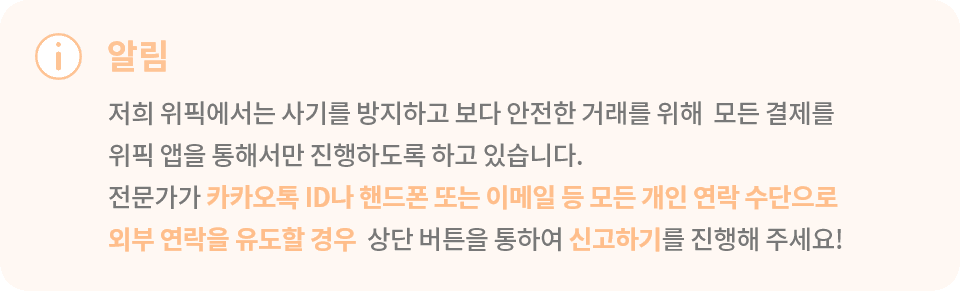 알림
저희 위픽에서는 사기를 방지하고 보다 안전한 거래를 위해 모든 결제를
위픽 앱을 통해서만 진행하도록 하고 있습니다.
전문가가 카카오톡 ID나 핸드폰 또는 이메일 등 모든 개인 연락 수단으로
외부 연락을 유도할 경우 상단 버튼을 통하여 신고하기를 진행해 주세요!